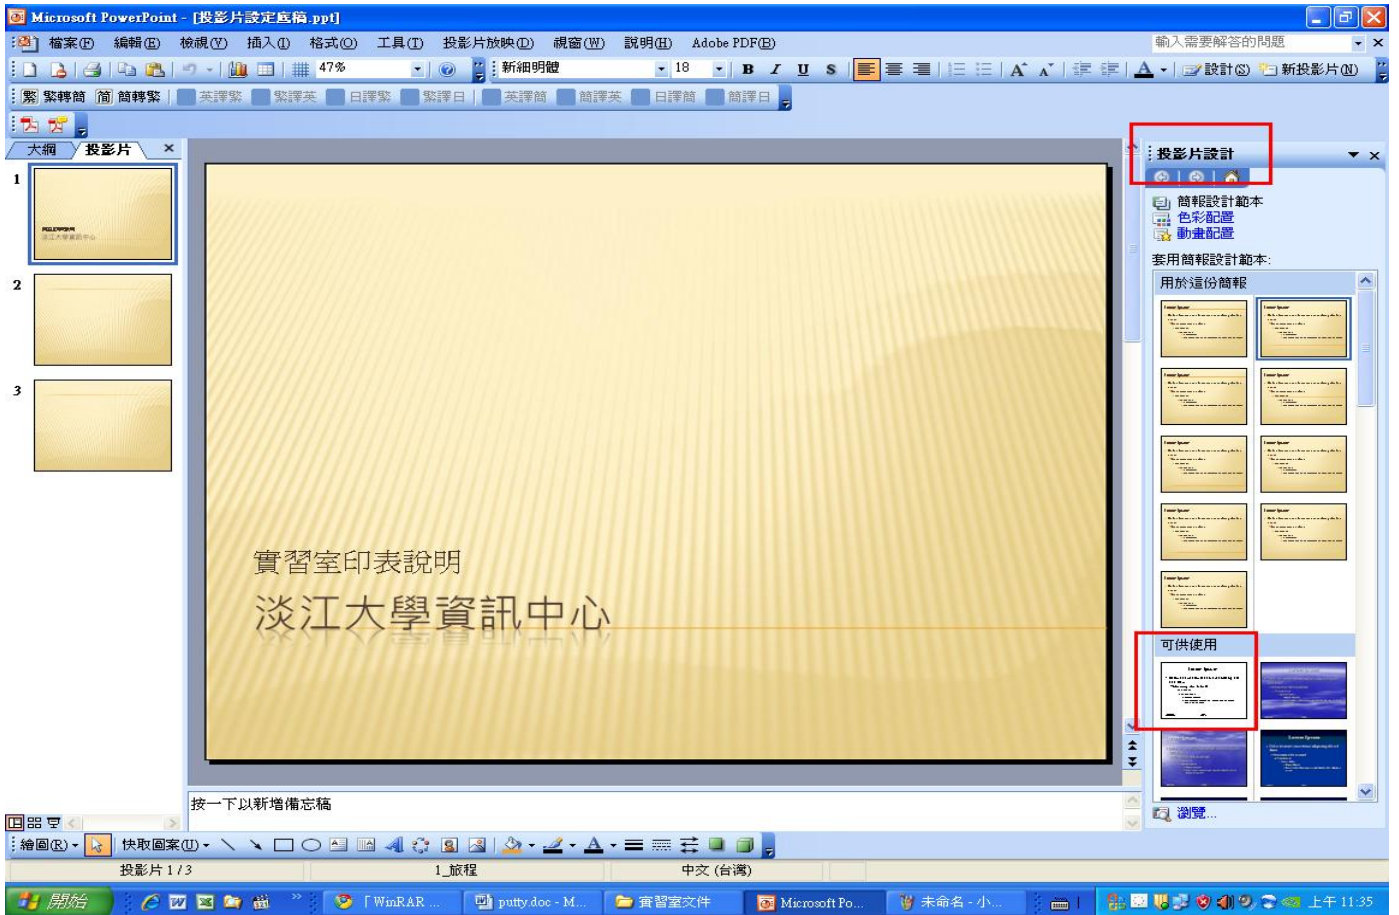 Microsoft PowerPoint - [投影片設定底稿.ppt]
檔案(F) 編輯(E) 檢視(V) 插入(I) 格式(O) 工具(T) 投影片放映(D) 視窗(W) 說明(H) Adobe PDF(B) 輸入需要解答的問題
47% 新細明體 18 B I U S A A A 設計(S) 新投影片(N)
繁 繁轉簡 简 簡轉繁 英譯繁 繁譯英 日譯繁 繁譯日 英譯簡 簡譯英 日譯簡 簡譯日
大綱 投影片
1
2
3
實習室印表說明
淡江大學資訊中心
按一下以新增備忘稿
投影片設計
簡報設計範本
色彩配置
動畫配置
套用簡報設計範本:
用於這份簡報
可供使用
瀏覽...
繪圖(R) 快取圖案(U) A
投影片 1 / 3 1_旅程 中文 (台灣)
開始 「WinRAR ... putty.doc - M... 實習室文件 Microsoft Po... 未命名 - 小... 上午 11:35